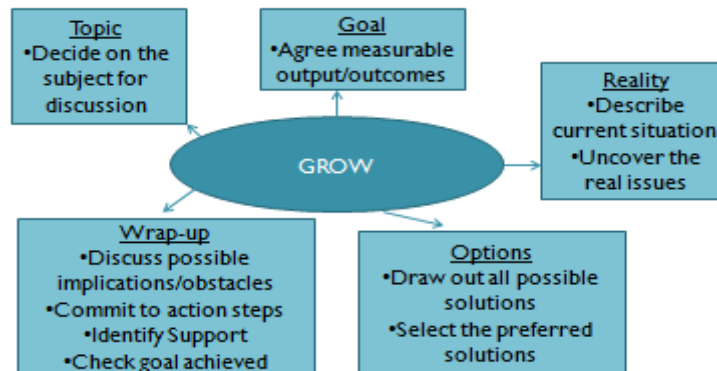 Topic
•Decide on the
subject for
discussion
Goal
•Agree measurable
output/outcomes
Reality
•Describe
current situation
•Uncover the
real issues
GROW
Wrap-up
•Discuss possible
implications/obstacles
•Commit to action steps
•Identify Support
•Check goal achieved
Options
•Draw out all possible
solutions
•Select the preferred
solutions